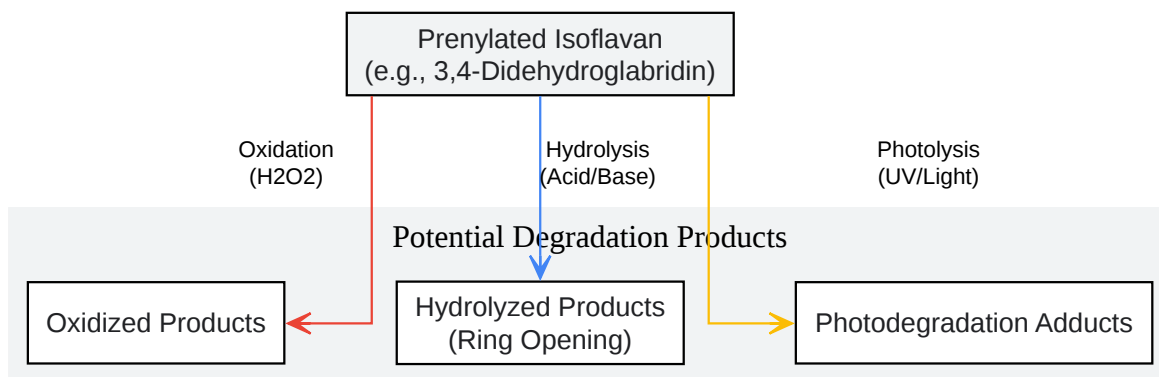 Prenylated Isoflavan
(e.g., 3,4-Didehydroglabridin)
Oxidation
(H2O2)
Hydrolysis
(Acid/Base)
Photolysis
(UV/Light)
Potential Degradation Products
Oxidized Products
Hydrolyzed Products
(Ring Opening)
Photodegradation Adducts